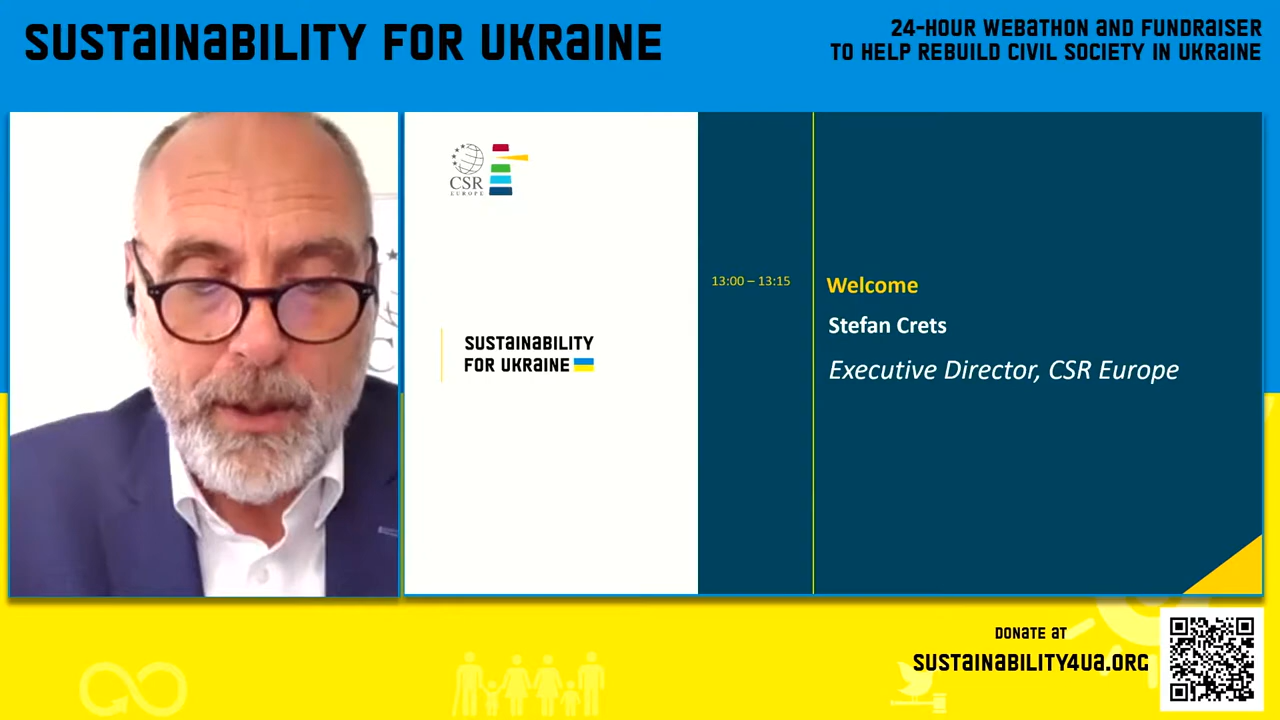 SUSTAINABILITY FOR UKRAINE
24-HOUR WEBATHON AND FUNDRAISER
TO HELP REBUILD CIVIL SOCIETY IN UKRAINE
CSR
EUROPE
SUSTAINABILITY
FOR UKRAINE
13:00 – 13:15
Welcome
Stefan Crets
Executive Director, CSR Europe
DONATE AT
SUSTAINABILITY4UA.ORG